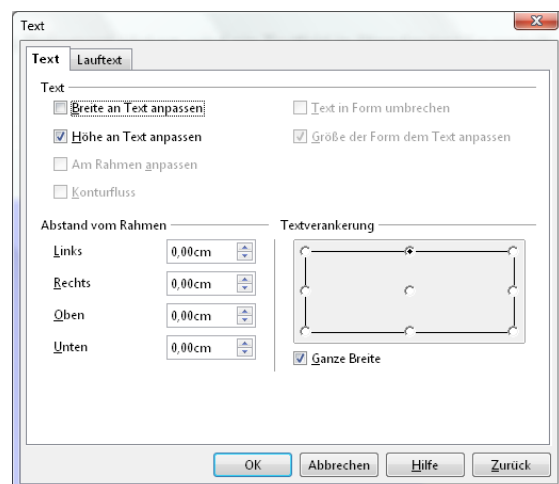 Text
Text Lauftext
Text
Breite an Text anpassen Text in Form umbrechen
Höhe an Text anpassen Größe der Form dem Text anpassen
Am Rahmen anpassen
Konturfluss
Abstand vom Rahmen Textverankerung
Links 0,00cm
Rechts 0,00cm
Oben 0,00cm
Unten 0,00cm
Ganze Breite
OK Abbrechen Hilfe Zurück